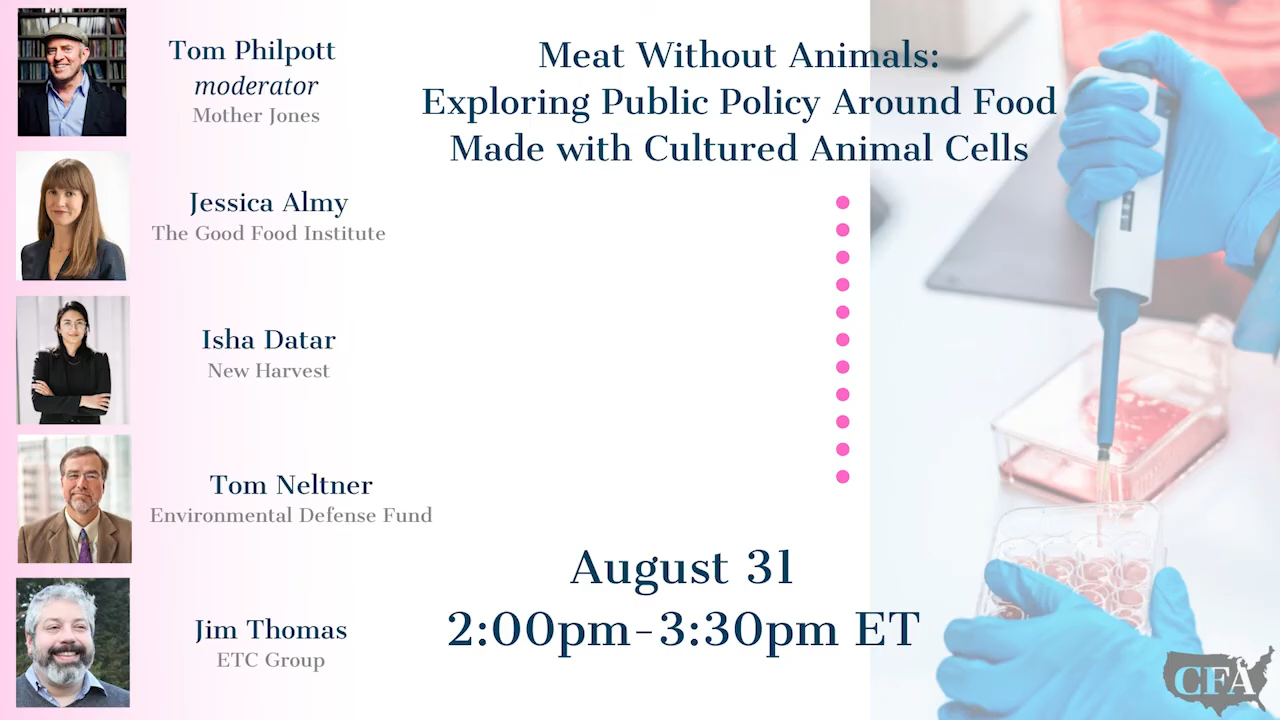 Tom Philpott
moderator
Mother Jones
Jessica Almy
The Good Food Institute
Isha Datar
New Harvest
Tom Neltner
Environmental Defense Fund
Jim Thomas
ETC Group
Meat Without Animals:
Exploring Public Policy Around Food
Made with Cultured Animal Cells
August 31
2:00pm-3:30pm ET
CFA